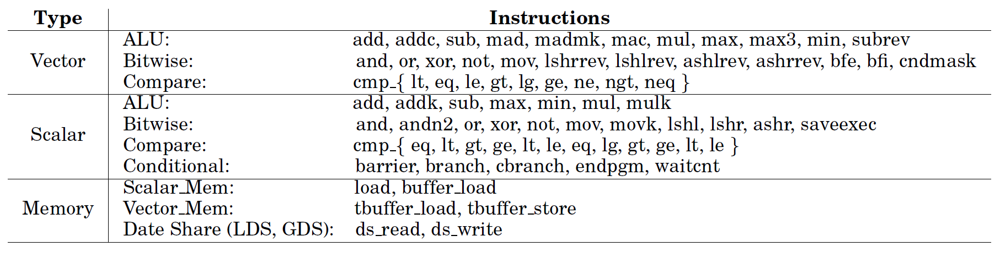 Type Instructions
ALU: add, addc, sub, mad, madmk, mac, mul, max, max3, min, subrev
Vector Bitwise: and, or, xor, not, mov, lshrrev, lshlrev, ashlrev, ashrrev, bfe, bfi, cndmask
Compare: cmp_{ lt, eq, le, gt, lg, ge, ne, ngt, neq }
ALU: add, addk, sub, max, min, mul, mulk
Bitwise: and, andn2, or, xor, not, mov, movk, lshl, lshr, ashr, saveexec
Scalar
Compare: cmp_{ eq, lt, gt, ge, lt, le, eq, lg, gt, ge, lt, le }
Conditional: barrier, branch, cbranch, endpgm, waitcnt
Scalar_Mem: load, buffer_load
Memory Vector_Mem: tbuffer_load, tbuffer_store
Date Share (LDS, GDS): ds_read, ds_write